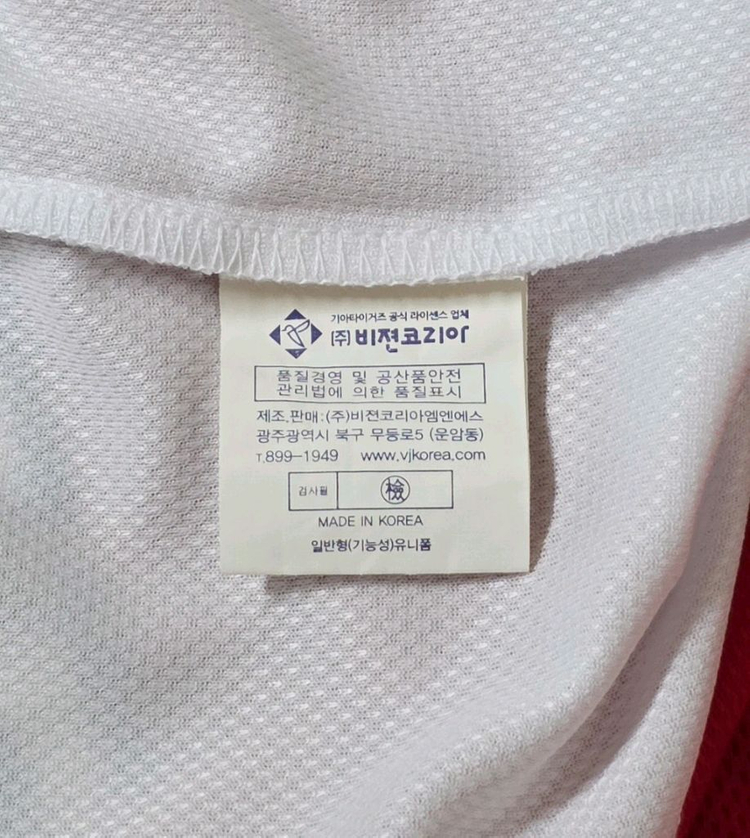 기아타이거즈 공식 라이센스 업체
(주)비젼코리아
품질경영 및 공산품안전
관리법에 의한 품질표시
제조,판매:(주)비젼코리아엠엔에스
광주광역시 북구 무등로5 (운암동)
T.899-1949 www.vjkorea.com
검사필 檢
MADE IN KOREA
일반형(기능성)유니폼